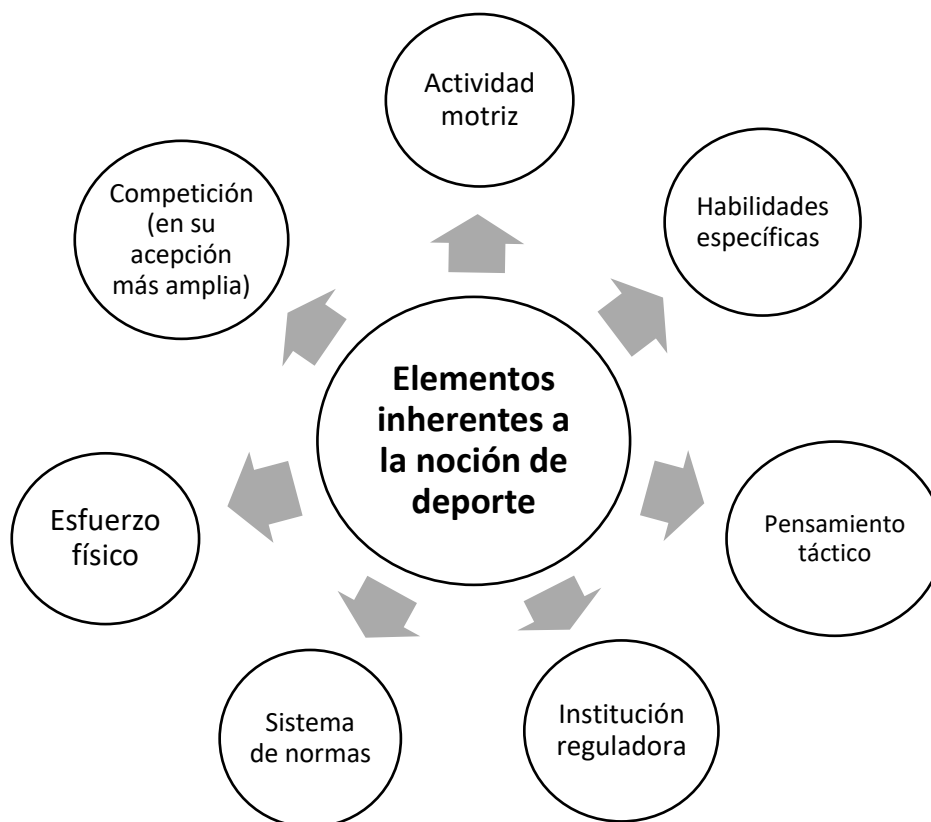 Actividad
motriz
Habilidades
específicas
Pensamiento
táctico
Institución
reguladora
Sistema
de normas
Esfuerzo
físico
Competición
(en su
acepción
más amplia)
Elementos
inherentes a
la noción de
deporte